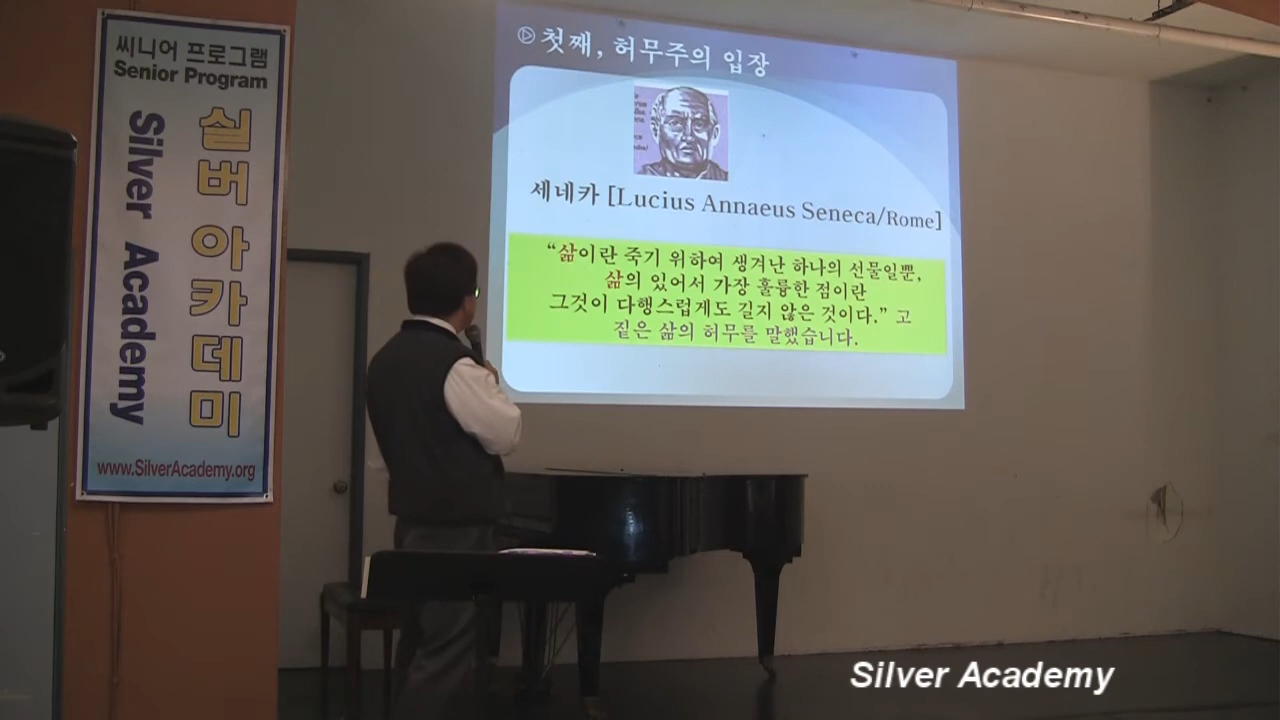 씨니어 프로그램
Senior Program
실버 아카데미
Silver Academy
www.SilverAcademy.org
첫째, 허무주의 입장
세네카 [Lucius Annaeus Seneca/Rome]
“삶이란 죽기 위하여 생겨난 하나의 선물일뿐,
삶의 있어서 가장 훌륭한 점이란
그것이 다행스럽게도 길지 않은 것이다.” 고
짙은 삶의 허무를 말했습니다.
Silver Academy